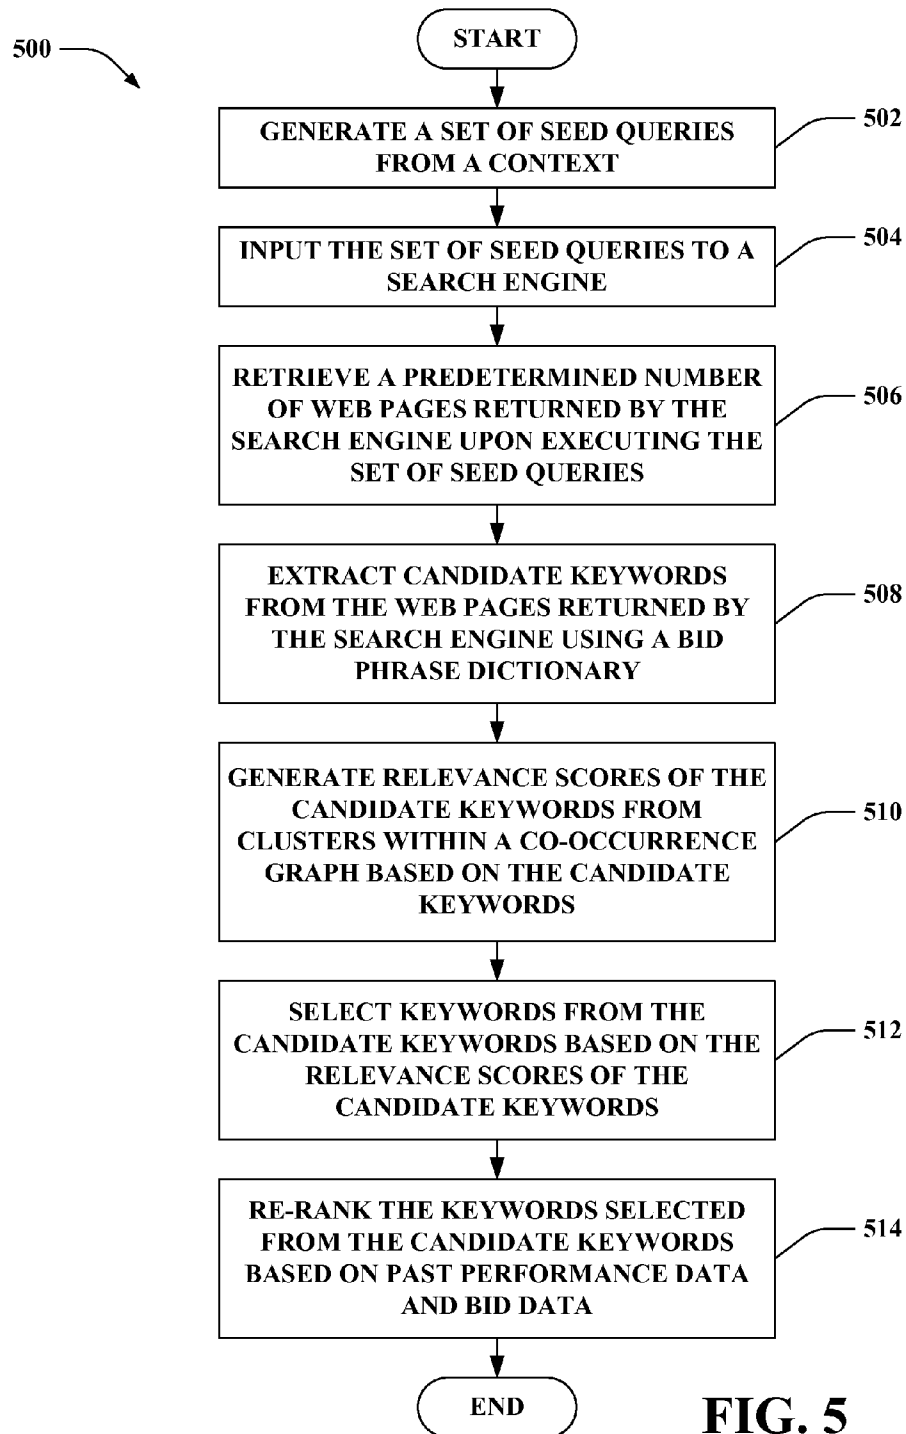 START
500
GENERATE A SET OF SEED QUERIES
FROM A CONTEXT
502
INPUT THE SET OF SEED QUERIES TO A
SEARCH ENGINE
504
RETRIEVE A PREDETERMINED NUMBER
OF WEB PAGES RETURNED BY THE
SEARCH ENGINE UPON EXECUTING THE
SET OF SEED QUERIES
506
EXTRACT CANDIDATE KEYWORDS
FROM THE WEB PAGES RETURNED BY
THE SEARCH ENGINE USING A BID
PHRASE DICTIONARY
508
GENERATE RELEVANCE SCORES OF THE
CANDIDATE KEYWORDS FROM
CLUSTERS WITHIN A CO-OCCURRENCE
GRAPH BASED ON THE CANDIDATE
KEYWORDS
510
SELECT KEYWORDS FROM THE
CANDIDATE KEYWORDS BASED ON THE
RELEVANCE SCORES OF THE
CANDIDATE KEYWORDS
512
RE-RANK THE KEYWORDS SELECTED
FROM THE CANDIDATE KEYWORDS
BASED ON PAST PERFORMANCE DATA
AND BID DATA
514
END
FIG. 5